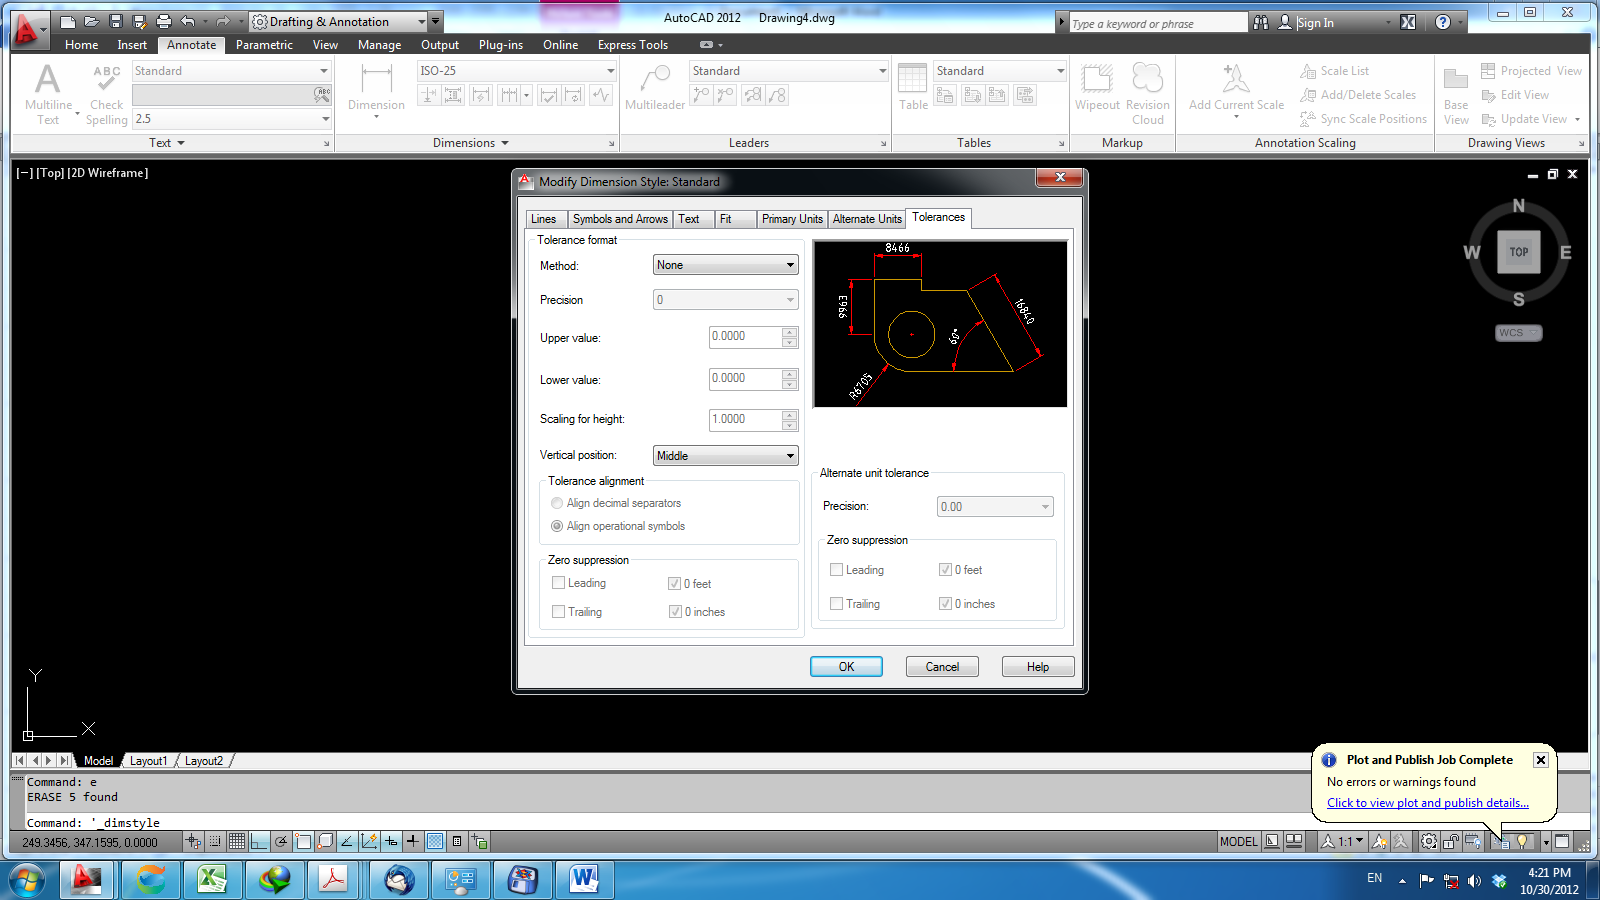 AutoCAD 2012 Drawing4.dwg
Drafting & Annotation
Type a keyword or phrase
Sign In
Home Insert Annotate Parametric View Manage Output Plug-ins Online Express Tools
Multiline Text
ABC
Check Spelling
Standard
ABC
2.5
Text
Dimension
ISO-25
Dimensions
Multileader
Standard
Leaders
Table
Standard
Tables
Wipeout
Revision Cloud
Markup
Add Current Scale
Scale List
Add/Delete Scales
Sync Scale Positions
Annotation Scaling
Base View
Projected View
Edit View
Update View
Drawing Views
[−] [Top] [2D Wireframe]
N
W TOP E
S
WCS
Modify Dimension Style: Standard
Lines Symbols and Arrows Text Fit Primary Units Alternate Units Tolerances
Tolerance format
Method: None
Precision 0
Upper value: 0.0000
Lower value: 0.0000
Scaling for height: 1.0000
Vertical position: Middle
Tolerance alignment
Align decimal separators
Align operational symbols
Zero suppression
Leading 0 feet
Trailing 0 inches
8466
16840
60°
R6705
Alternate unit tolerance
Precision: 0.00
Zero suppression
Leading 0 feet
Trailing 0 inches
OK Cancel Help
Y
X
Model Layout1 Layout2
Command: e
ERASE 5 found
Command: '_dimstyle
Plot and Publish Job Complete
No errors or warnings found
Click to view plot and publish details...
249.3456, 347.1595, 0.0000
MODEL
1:1
EN
4:21 PM
10/30/2012